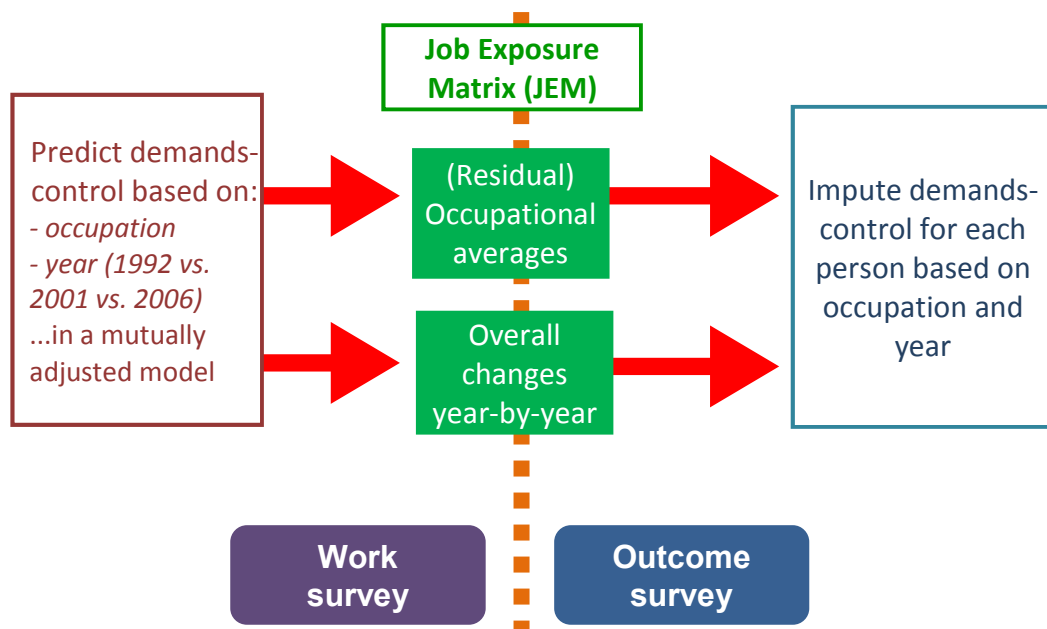 Job Exposure
Matrix (JEM)
Predict demands-
control based on:
- occupation
- year (1992 vs.
2001 vs. 2006)
...in a mutually
adjusted model
(Residual)
Occupational
averages
Overall
changes
year-by-year
Impute demands-
control for each
person based on
occupation and
year
Work
survey
Outcome
survey